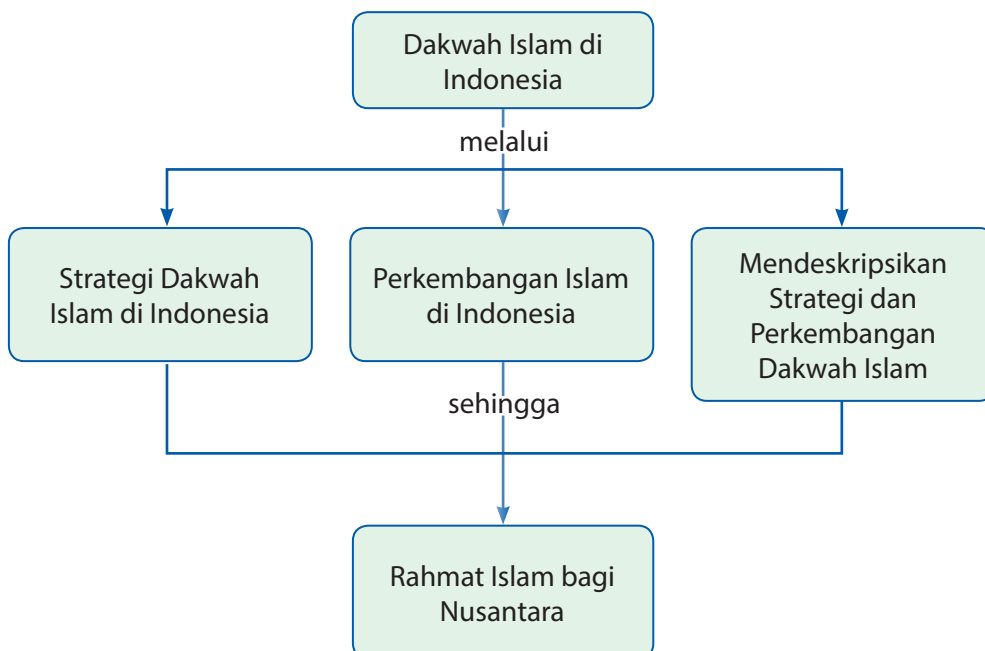 Dakwah Islam di
Indonesia
melalui
Strategi Dakwah
Islam di Indonesia
Perkembangan Islam
di Indonesia
Mendeskripsikan
Strategi dan
Perkembangan
Dakwah Islam
sehingga
Rahmat Islam bagi
Nusantara